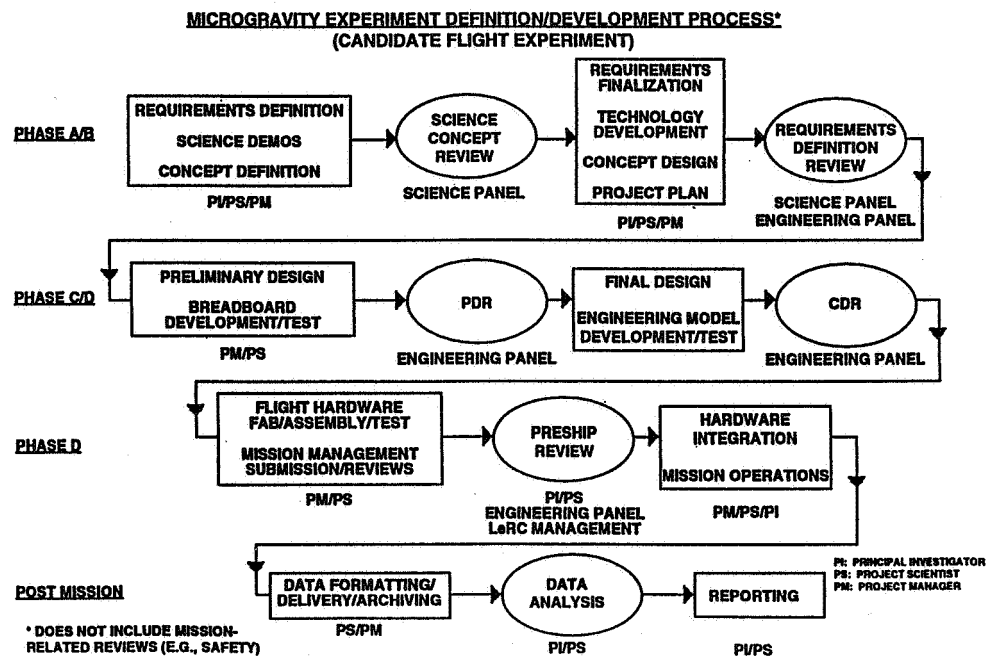 MICROGRAVITY EXPERIMENT DEFINITION/DEVELOPMENT PROCESS*
(CANDIDATE FLIGHT EXPERIMENT)
PHASE A/B
REQUIREMENTS DEFINITION
SCIENCE DEMOS
CONCEPT DEFINITION
PI/PS/PM
SCIENCE
CONCEPT
REVIEW
SCIENCE PANEL
REQUIREMENTS
FINALIZATION
TECHNOLOGY
DEVELOPMENT
CONCEPT DESIGN
PROJECT PLAN
PI/PS/PM
REQUIREMENTS
DEFINITION
REVIEW
SCIENCE PANEL
ENGINEERING PANEL
PHASE C/D
PRELIMINARY DESIGN
BREADBOARD
DEVELOPMENT/TEST
PM/PS
PDR
ENGINEERING PANEL
FINAL DESIGN
ENGINEERING MODEL
DEVELOPMENT/TEST
CDR
ENGINEERING PANEL
PHASE D
FLIGHT HARDWARE
FAB/ASSEMBLY/TEST
MISSION MANAGEMENT
SUBMISSION/REVIEWS
PM/PS
PRESHIP
REVIEW
PI/PS
ENGINEERING PANEL
LeRC MANAGEMENT
HARDWARE
INTEGRATION
MISSION OPERATIONS
PM/PS/PI
POST MISSION
DATA FORMATTING/
DELIVERY/ARCHIVING
PS/PM
DATA
ANALYSIS
PI/PS
REPORTING
PI/PS
PI: PRINCIPAL INVESTIGATOR
PS: PROJECT SCIENTIST
PM: PROJECT MANAGER
* DOES NOT INCLUDE MISSION-
RELATED REVIEWS (E.G., SAFETY)